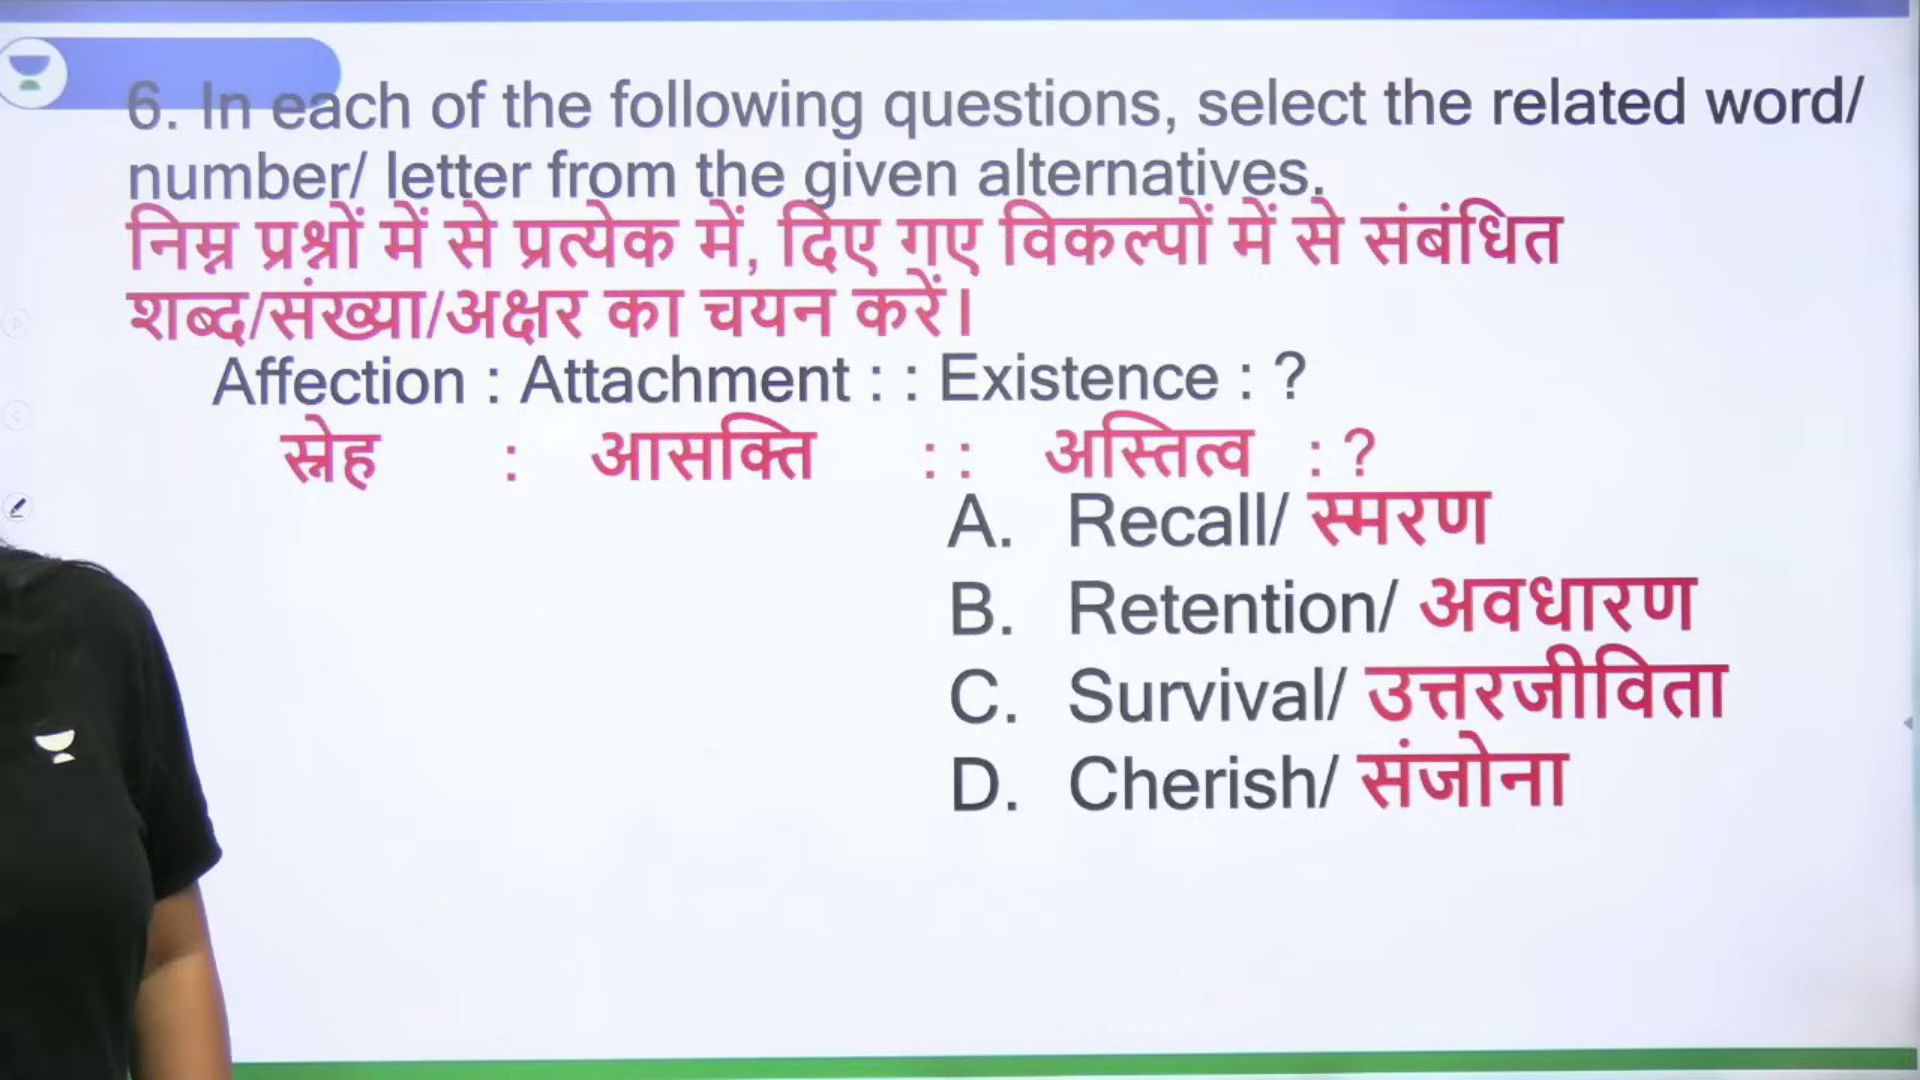 6. In each of the following questions, select the related word/
number/ letter from the given alternatives.
निम्न प्रश्नों में से प्रत्येक में, दिए गए विकल्पों में से संबंधित
शब्द/संख्या/अक्षर का चयन करें।
Affection : Attachment : : Existence : ?
स्नेह : आसक्ति : : अस्तित्व : ?
A. Recall/ स्मरण
B. Retention/ अवधारण
C. Survival/ उत्तरजीविता
D. Cherish/ संजोना